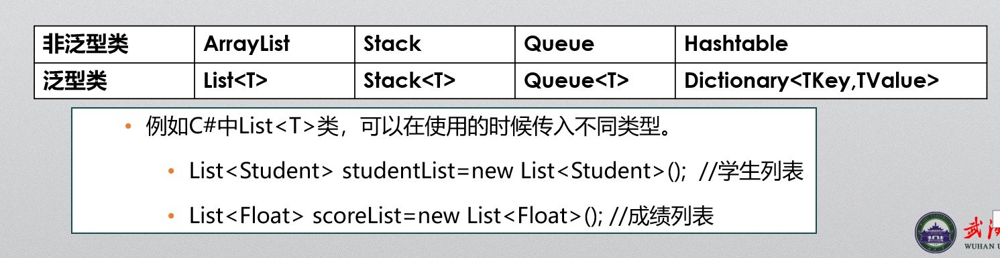 非泛型类 ArrayList Stack Queue Hashtable
泛型类 List<T> Stack<T> Queue<T> Dictionary<TKey,TValue>
• 例如C#中List<T>类，可以在使用的时候传入不同类型。
• List<Student> studentList=new List<Student>(); //学生列表
• List<Float> scoreList=new List<Float>(); //成绩列表
武
WUHAN U